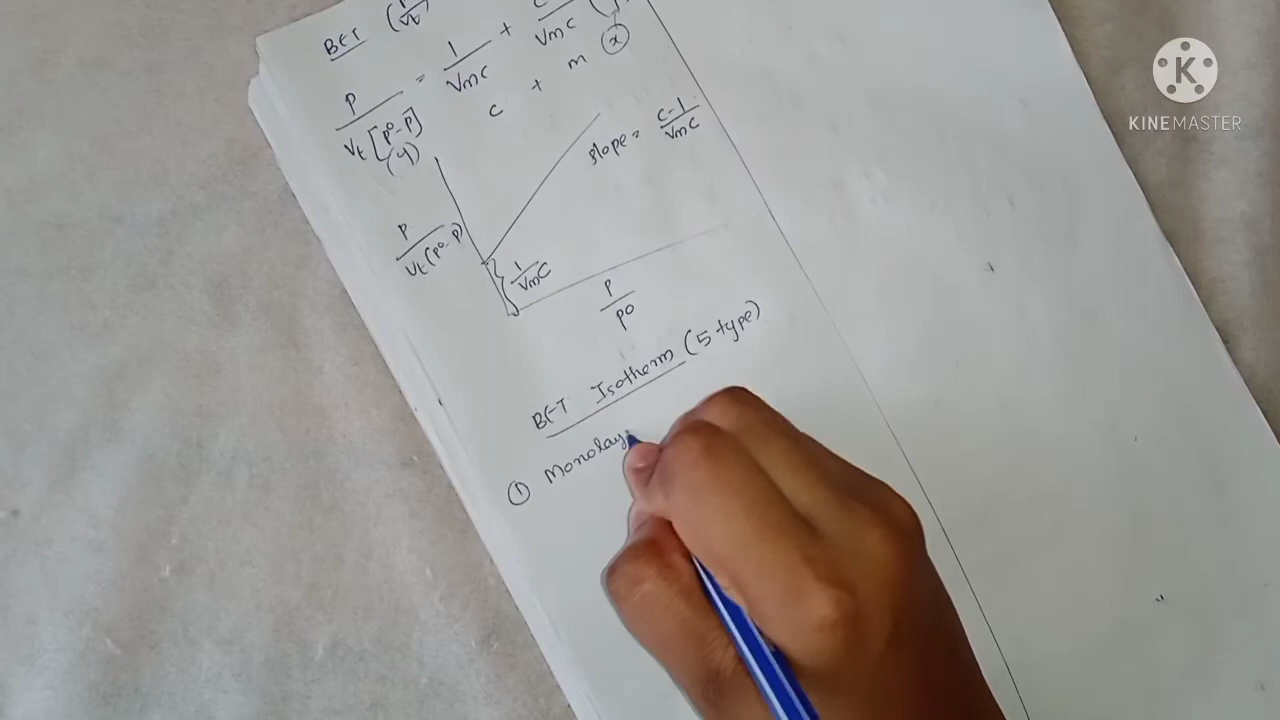 BET (1/Vt)
P/Vt[P°-P] = 1/VmC + C /VmC
(y) c + m (x)
slope = C-1/VmC
P/Vt(P°-P)
1/VmC
P/P°
BET Isotherm (5 type)
① Monolay
K
KINEMASTER